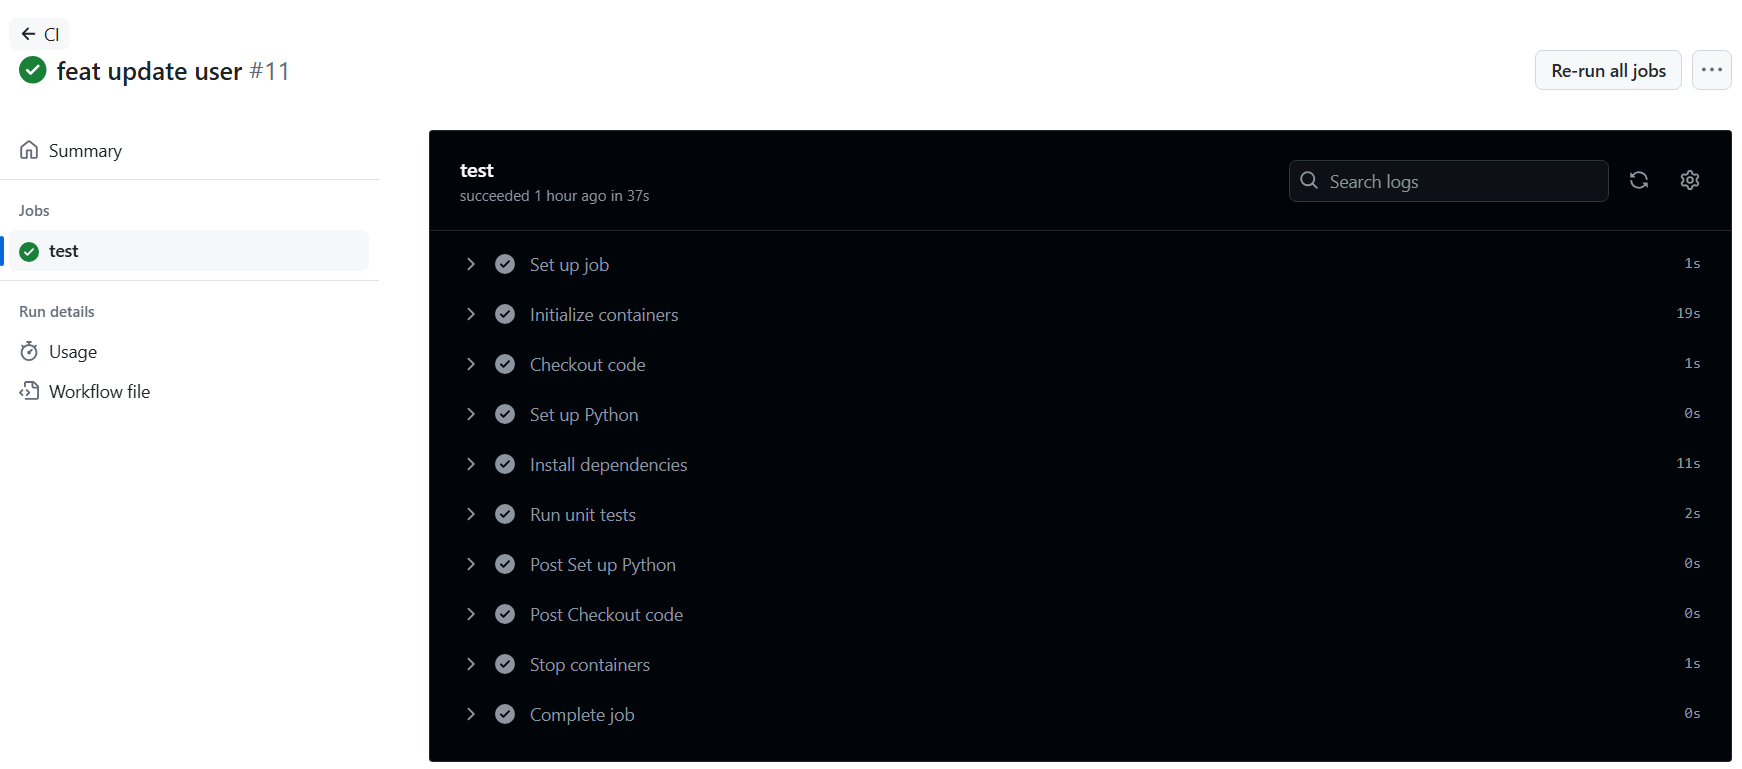 CI
feat update user #11
Re-run all jobs
Summary
Jobs
test
Run details
Usage
Workflow file
test
succeeded 1 hour ago in 37s
Search logs
Set up job 1s
Initialize containers 19s
Checkout code 1s
Set up Python 0s
Install dependencies 11s
Run unit tests 2s
Post Set up Python 0s
Post Checkout code 0s
Stop containers 1s
Complete job 0s